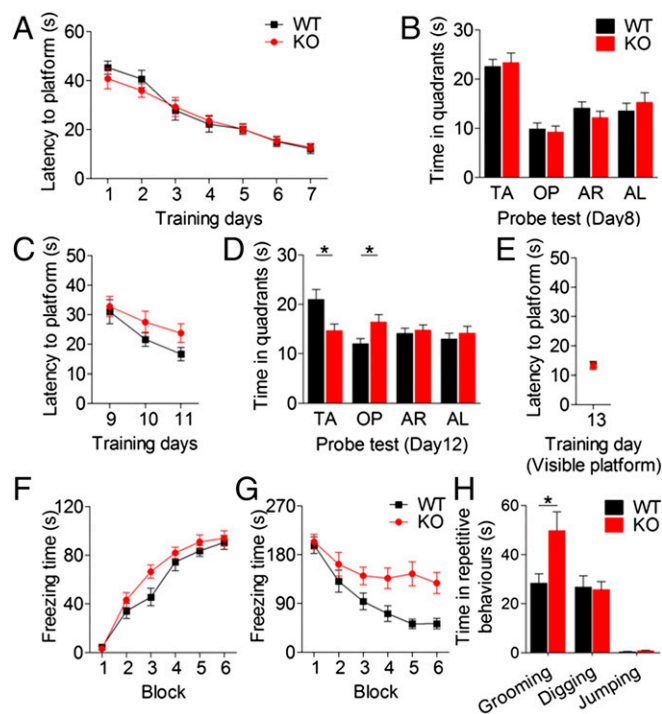 A
Latency to platform (s)
60
40
20
0
WT
KO
1 2 3 4 5 6 7
Training days
B
Time in quadrants (s)
30
20
10
0
WT
KO
TA OP AR AL
Probe test (Day8)
C
Latency to platform (s)
50
40
30
20
10
0
9 10 11
Training days
D
Time in quadrants (s)
30
20
10
0
* *
TA OP AR AL
Probe test (Day12)
E
Latency to platform (s)
60
40
20
0
13
Training day
(Visible platform)
F
Freezing time (s)
120
80
40
0
1 2 3 4 5 6
Block
G
Freezing time (s)
270
180
90
0
WT
KO
1 2 3 4 5 6
Block
H
Time in repetitive
behaviours (s)
60
40
20
0
*
WT
KO
Grooming
Digging
Jumping